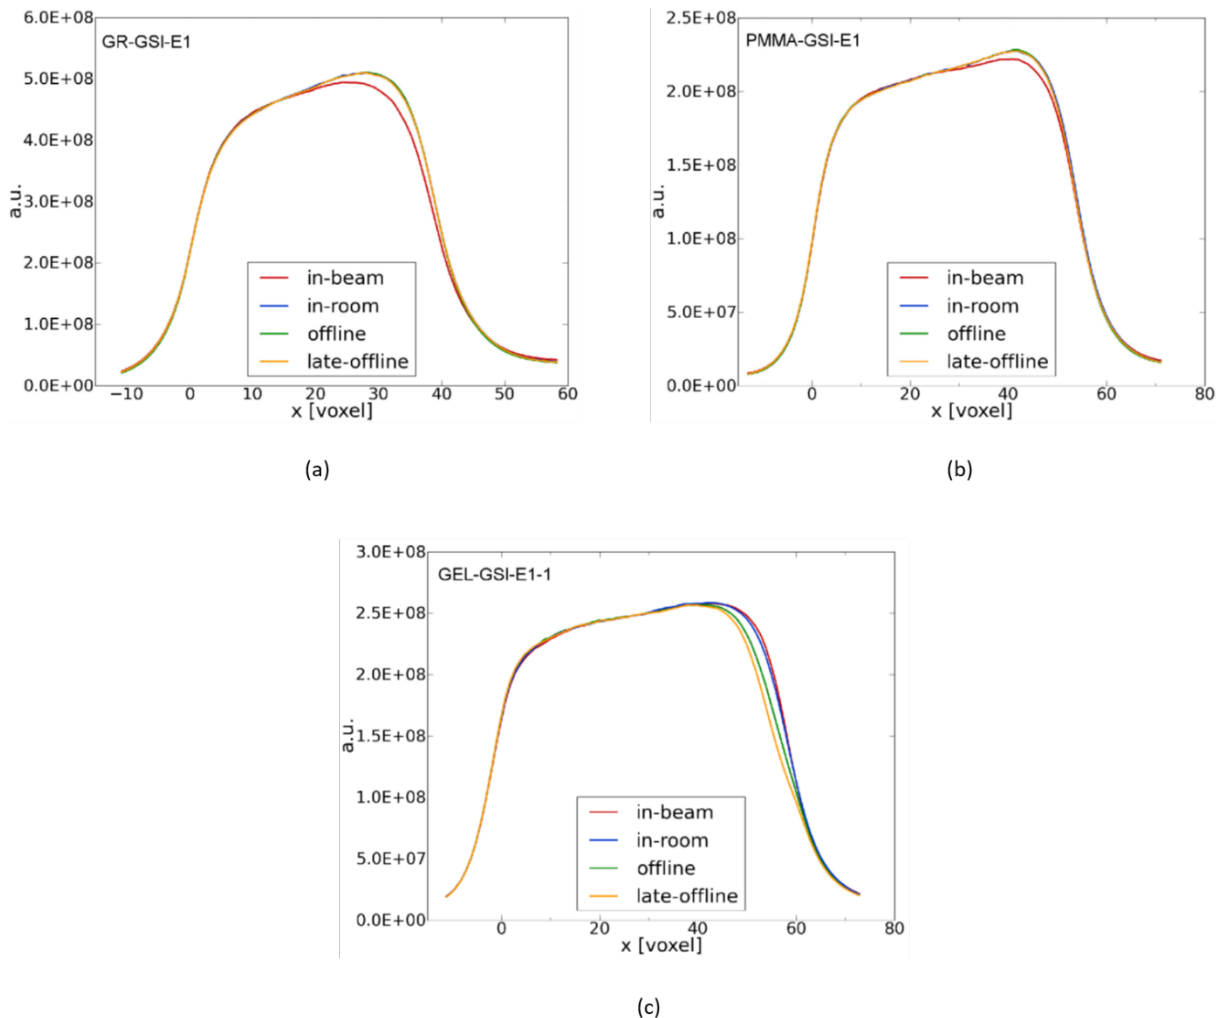 6.0E+08
GR-GSI-E1
5.0E+08
4.0E+08
3.0E+08
a.u.
2.0E+08
1.0E+08
0.0E+00
in-beam
in-room
offline
late-offline
−10 0 10 20 30 40 50 60
x [voxel]
(a)
2.5E+08
PMMA-GSI-E1
2.0E+08
1.5E+08
a.u.
1.0E+08
5.0E+07
0.0E+00
in-beam
in-room
offline
late-offline
0 20 40 60 80
x [voxel]
(b)
3.0E+08
GEL-GSI-E1-1
2.5E+08
2.0E+08
1.5E+08
a.u.
1.0E+08
5.0E+07
0.0E+00
in-beam
in-room
offline
late-offline
0 20 40 60 80
x [voxel]
(c)